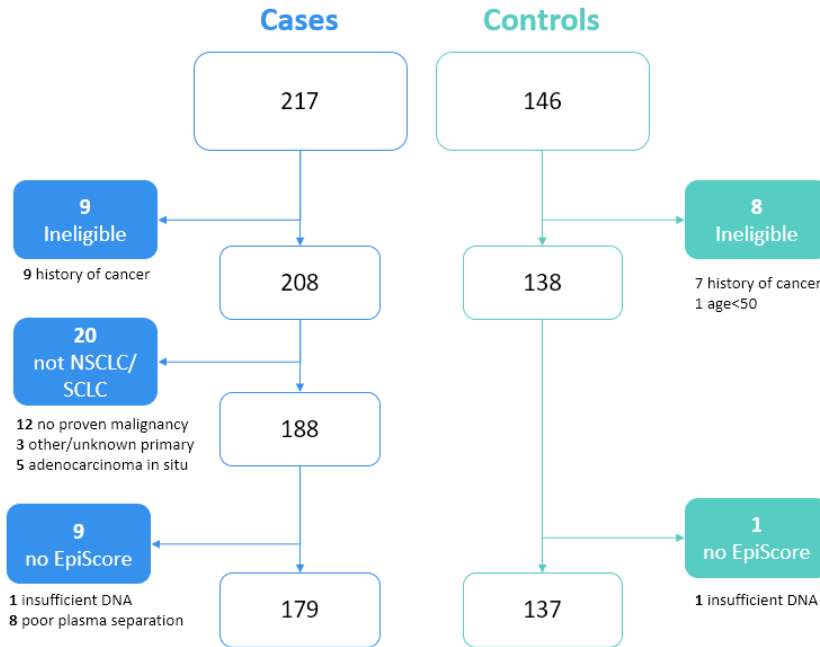 Cases
Controls
217
146
9
Ineligible
9 history of cancer
8
Ineligible
7 history of cancer
1 age<50
208
138
20
not NSCLC/
SCLC
12 no proven malignancy
3 other/unknown primary
5 adenocarcinoma in situ
188
9
no EpiScore
1 insufficient DNA
8 poor plasma separation
1
no EpiScore
1 insufficient DNA
179
137